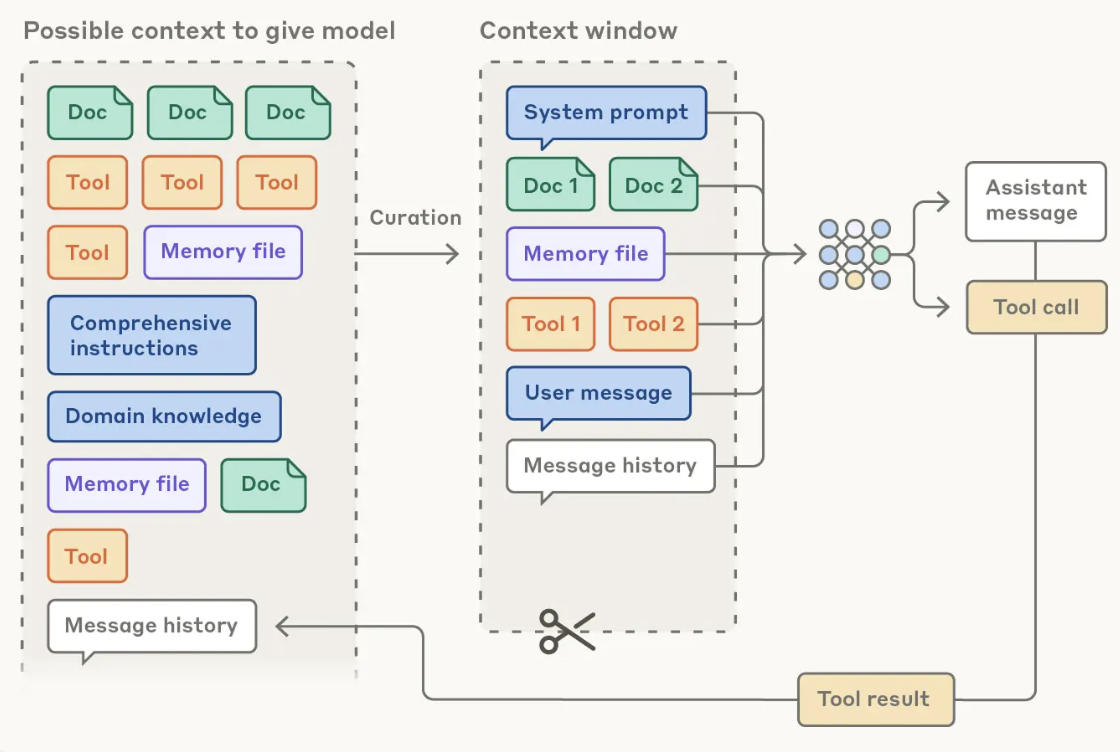 Possible context to give model
Doc Doc Doc
Tool Tool Tool
Tool Memory file
Comprehensive
instructions
Domain knowledge
Memory file Doc
Tool
Message history
Curation
Context window
System prompt
Doc 1 Doc 2
Memory file
Tool 1 Tool 2
User message
Message history
Assistant
message
Tool call
Tool result